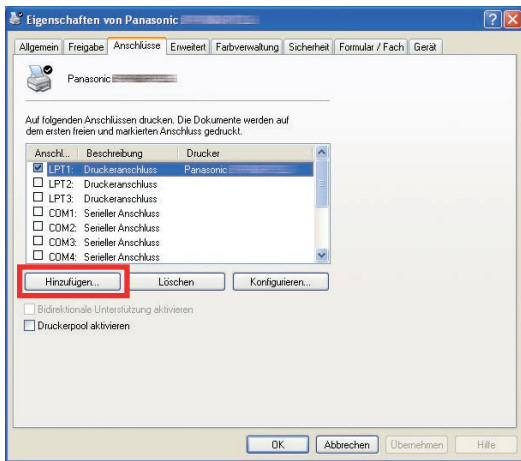 Eigenschaften von Panasonic
Allgemein Freigabe Anschlüsse Erweitert Farbverwaltung Sicherheit Formular / Fach Gerät
Panasonic
Auf folgenden Anschlüssen drucken. Die Dokumente werden auf
dem ersten freien und markierten Anschluss gedruckt.
Anschl... Beschreibung Drucker
LPT1: Druckeranschluss Panasonic
LPT2: Druckeranschluss
LPT3: Druckeranschluss
COM1: Serieller Anschluss
COM2: Serieller Anschluss
COM3: Serieller Anschluss
COM4: Serieller Anschluss
Hinzufügen... Löschen Konfigurieren...
Bidirektionale Unterstützung aktivieren
Druckerpool aktivieren
OK Abbrechen Übernehmen Hilfe